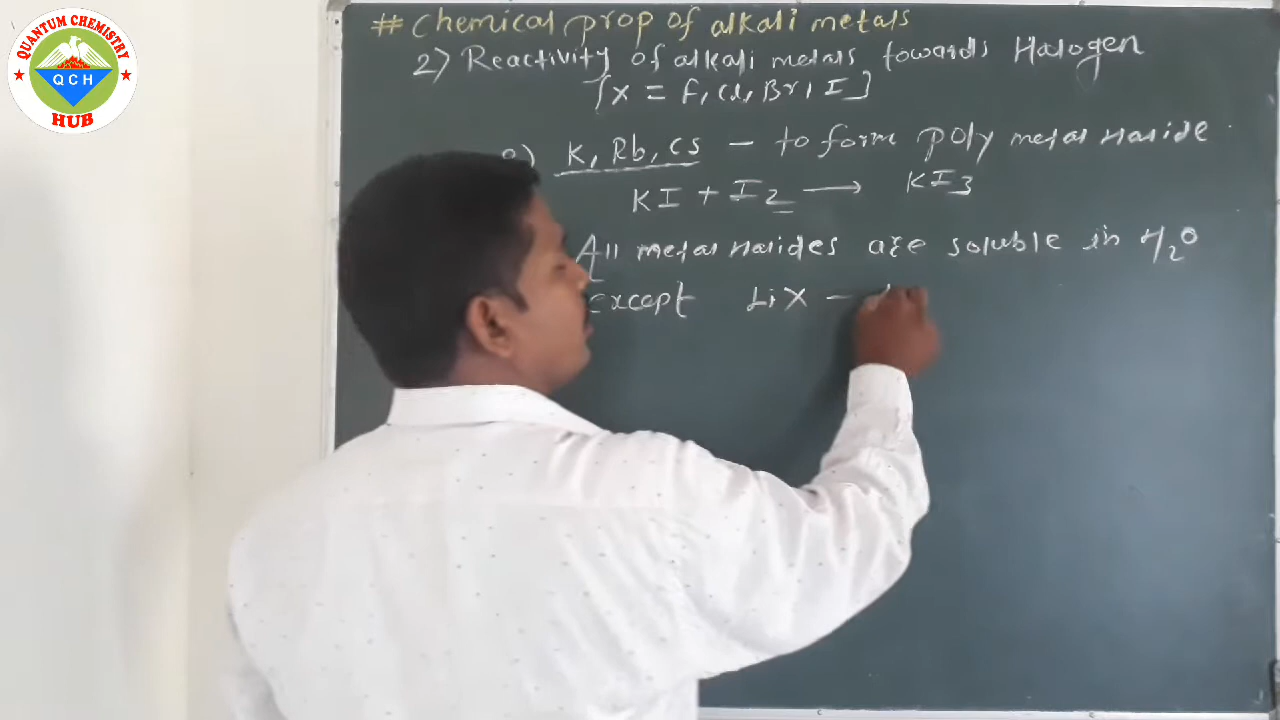 QUANTUM CHEMISTRY
QCH
HUB
# Chemical prop of alkali metals
2) Reactivity of alkali metals towards Halogen
[X = F, Cl, Br, I]
K, Rb, Cs - to form poly metal Halide
KI + I2 → KI3
All metal Halides are soluble in H2O
except LiX -